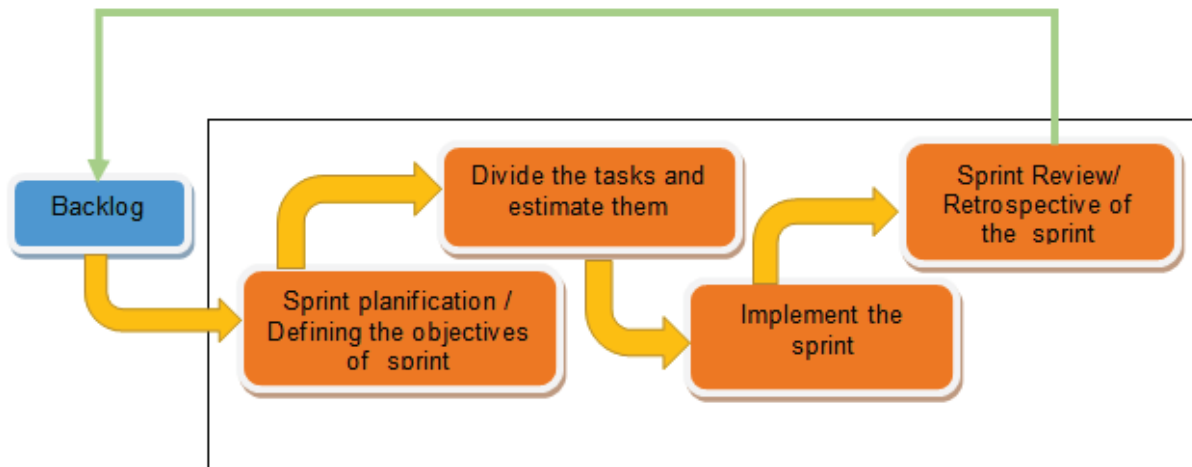 Backlog
Sprint planification /
Defining the objectives
of sprint
Divide the tasks and
estimate them
Implement the
sprint
Sprint Review/
Retrospective of
the sprint